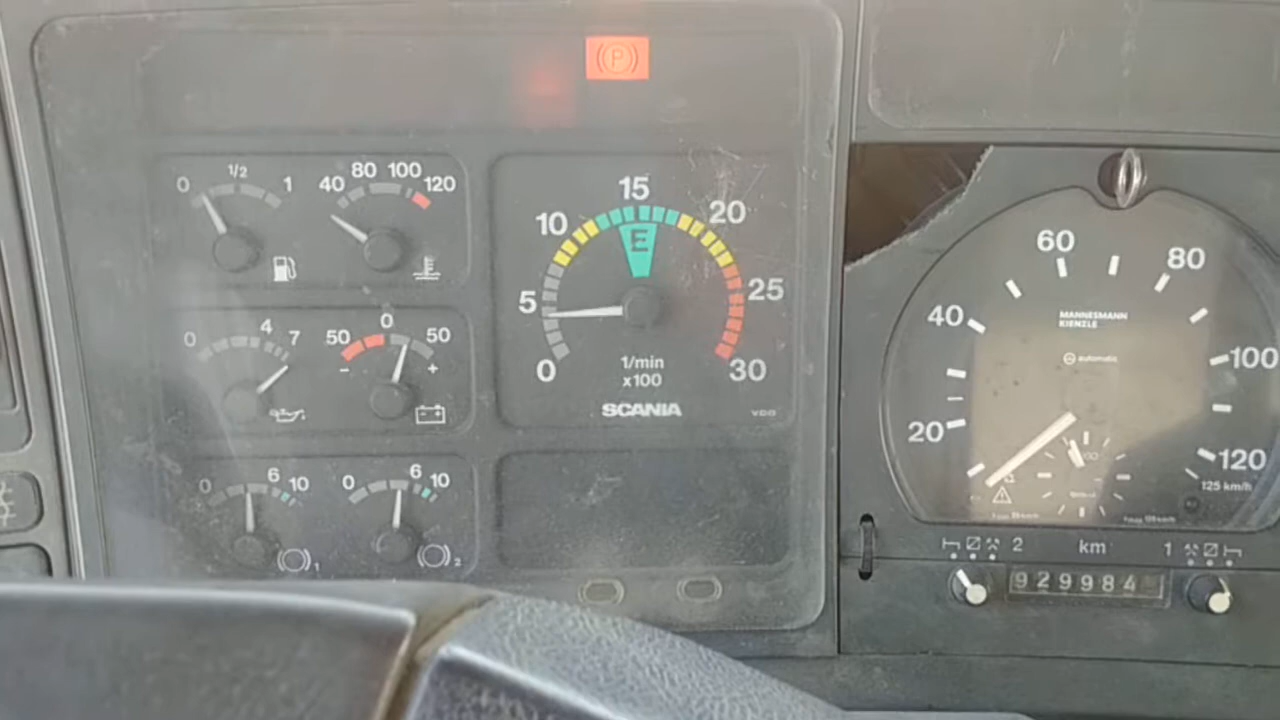 P
0 1/2 1
40 80 100 120
0 4 7
50 0 50
- +
0 6 10
1
0 6 10
2
0 5 10 15 20 25 30
E
1/min
x100
SCANIA
VDO
20 40 60 80 100 120
125 km/h
MANNESMANN
KIENZLE
automatic
2 km 1
929984